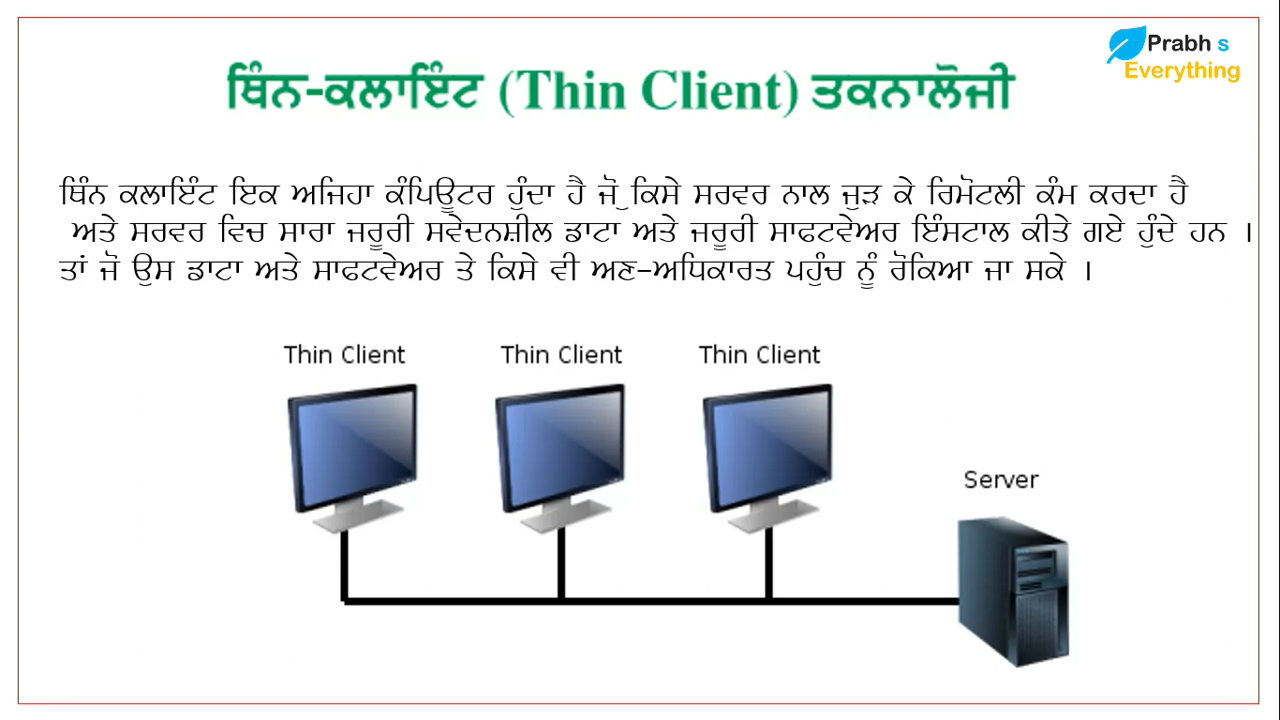 Prabh s
Everything
ਥਿੰਨ-ਕਲਾਇੰਟ (Thin Client) ਤਕਨਾਲੋਜੀ
ਥਿੰਨ ਕਲਾਇੰਟ ਇਕ ਅਜਿਹਾ ਕੰਪਿਊਟਰ ਹੁੰਦਾ ਹੈ ਜੋ ਕਿਸੇ ਸਰਵਰ ਨਾਲ ਜੁੜ ਕੇ ਰਿਮੋਟਲੀ ਕੰਮ ਕਰਦਾ ਹੈ
ਅਤੇ ਸਰਵਰ ਵਿਚ ਸਾਰਾ ਜਰੂਰੀ ਸਵੇਦਨਸ਼ੀਲ ਡਾਟਾ ਅਤੇ ਜਰੂਰੀ ਸਾਫਟਵੇਅਰ ਇੰਸਟਾਲ ਕੀਤੇ ਗਏ ਹੁੰਦੇ ਹਨ ।
ਤਾਂ ਜੋ ਉਸ ਡਾਟਾ ਅਤੇ ਸਾਫਟਵੇਅਰ ਤੇ ਕਿਸੇ ਵੀ ਅਣ-ਅਧਿਕਾਰਤ ਪਹੁੰਚ ਨੂੰ ਰੋਕਿਆ ਜਾ ਸਕੇ ।
Thin Client Thin Client Thin Client
Server